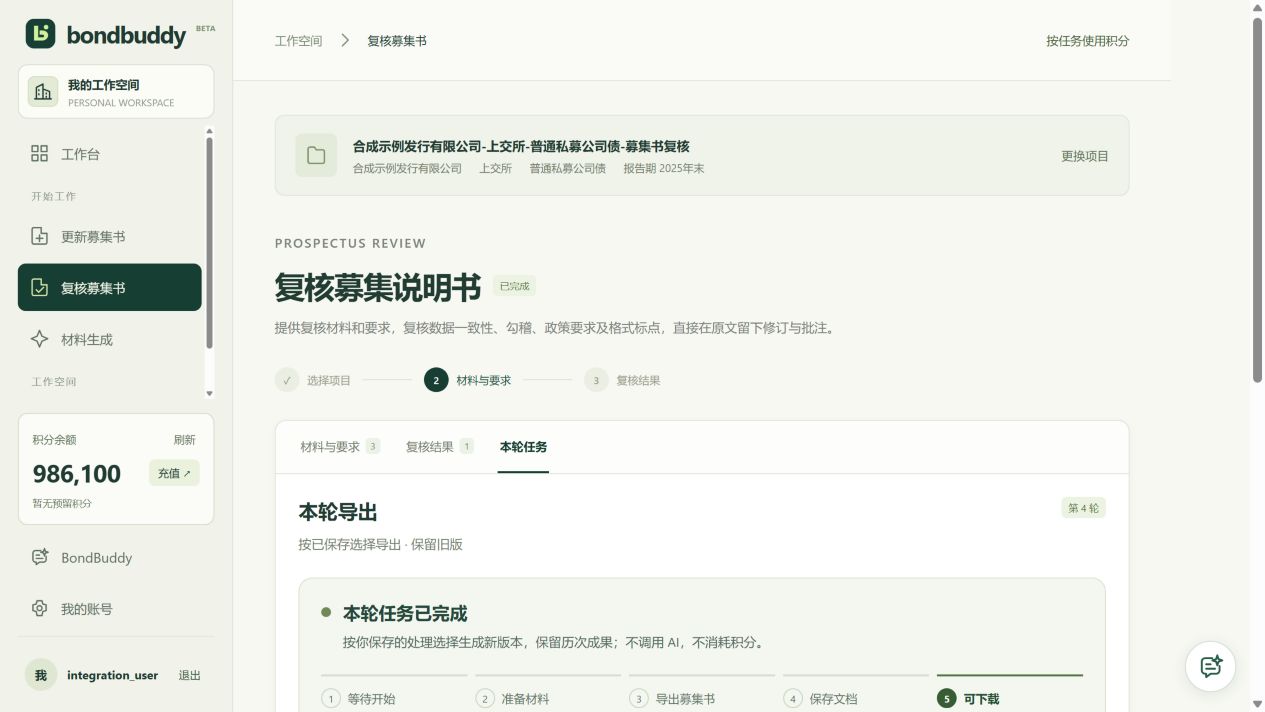 bondbuddy BETA
我的工作空间
PERSONAL WORKSPACE
工作台
开始工作
更新募集书
复核募集书
材料生成
工作空间
积分余额 刷新
986,100 充值 ↗
暂无预留积分
BondBuddy
我的账号
我 integration_user 退出
工作空间 复核募集书 按任务使用积分
合成示例发行有限公司-上交所-普通私募公司债-募集书复核
合成示例发行有限公司 上交所 普通私募公司债 报告期 2025年末
更换项目
PROSPECTUS REVIEW
复核募集说明书 已完成
提供复核材料和要求，复核数据一致性、勾稽、政策要求及格式标点，直接在原文留下修订与批注。
✓ 选择项目 2 材料与要求 3 复核结果
材料与要求 3 复核结果 1 本轮任务
本轮导出 第 4 轮
按已保存选择导出 · 保留旧版
本轮任务已完成
按你保存的处理选择生成新版本，保留历次成果；不调用 AI，不消耗积分。
1 等待开始 2 准备材料 3 导出募集书 4 保存文档 5 可下载